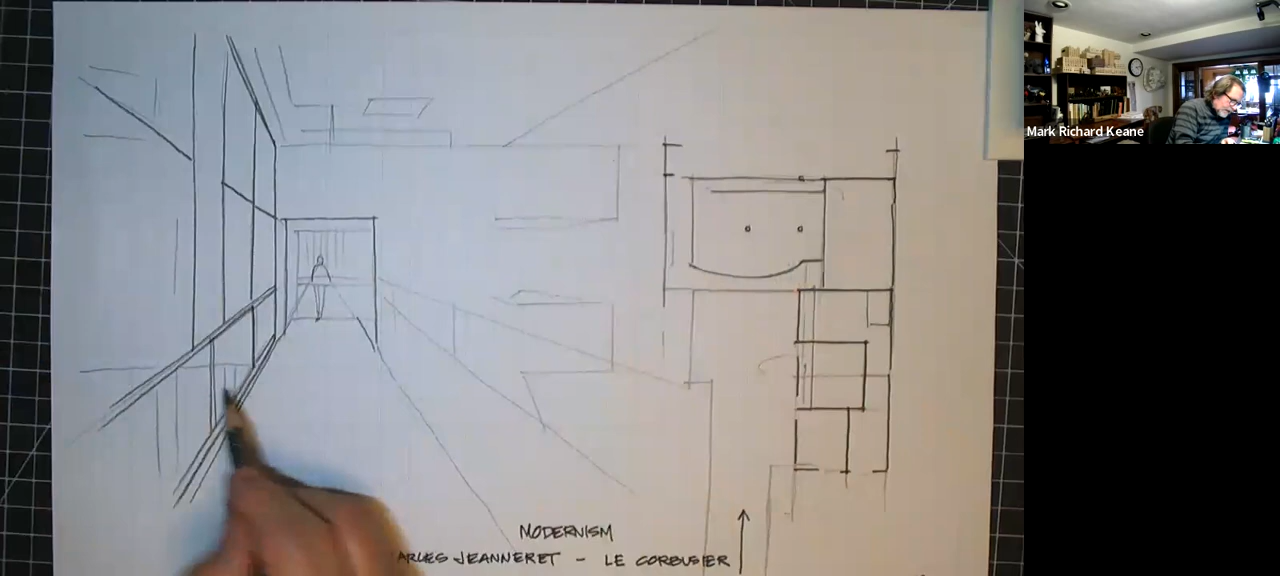 Mark Richard Keane
MODERNISM
ARLES JEANNERET – LE CORBUSIER